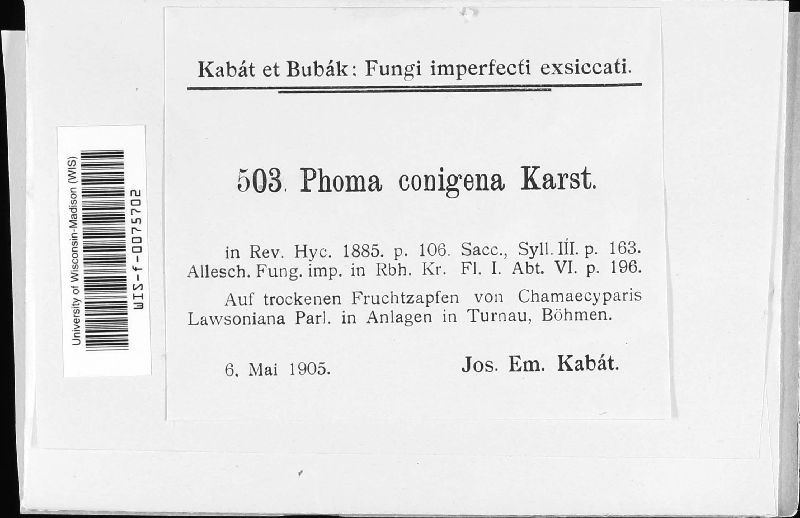 Kabát et Bubák: Fungi imperfecti exsiccati.
503. Phoma conigena Karst.
in Rev. Hyc. 1885. p. 106. Sacc., Syll. III. p. 163.
Allesch. Fung. imp. in Rbh. Kr. Fl. I. Abt. VI. p. 196.
Auf trockenen Fruchtzapfen von Chamaecyparis
Lawsoniana Parl. in Anlagen in Turnau, Böhmen.
6. Mai 1905.
Jos. Em. Kabát.
University of Wisconsin-Madison (WIS)
WIS-f-0075702